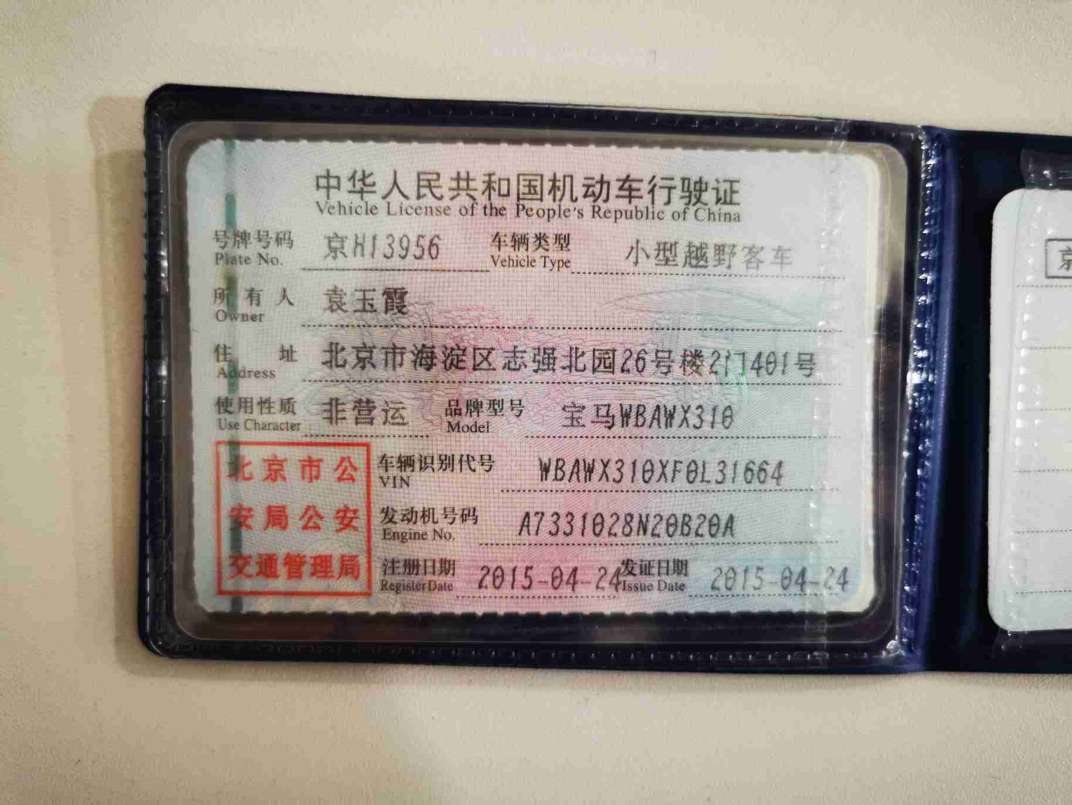 中华人民共和国机动车行驶证
Vehicle License of the People's Republic of China
号牌号码 京H13956 车辆类型 小型越野客车
Plate No. Vehicle Type
所有人 袁玉霞
Owner
住址 北京市海淀区志强北园26号楼2门401号
Address
使用性质 非营运 品牌型号 宝马WBAWX310
Use Character Model
北京市公 车辆识别代号 WBAWX310XF0L31664
VIN
安局公安 发动机号码 A7331028N20B20A
Engine No.
交通管理局 注册日期 2015-04-24 发证日期 2015-04-24
Register Date Issue Date
京